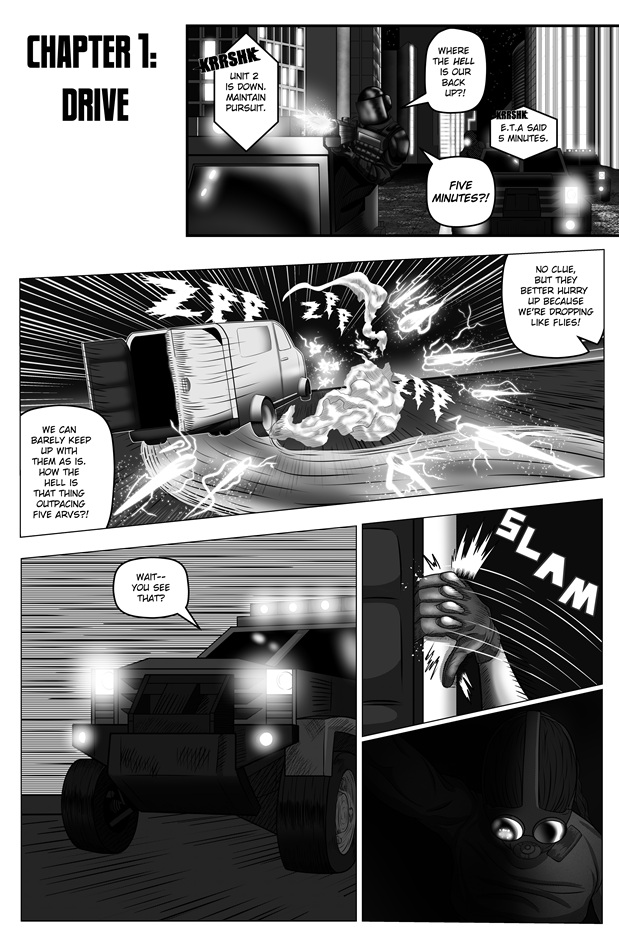 CHAPTER 1:
DRIVE
KRRSHK
UNIT 2
IS DOWN.
MAINTAIN
PURSUIT.
WHERE
THE HELL
IS OUR
BACK
UP?!
KRRSHK
E.T.A SAID
5 MINUTES.
FIVE
MINUTES?!
NO CLUE,
BUT THEY
BETTER HURRY
UP BECAUSE
WE'RE DROPPING
LIKE FLIES!
ZPP
ZPP
ZPP
WE CAN
BARELY KEEP
UP WITH
THEM AS IS.
HOW THE
HELL IS
THAT THING
OUTPACING
FIVE ARVS?!
WAIT--
YOU SEE
THAT?
SLAM